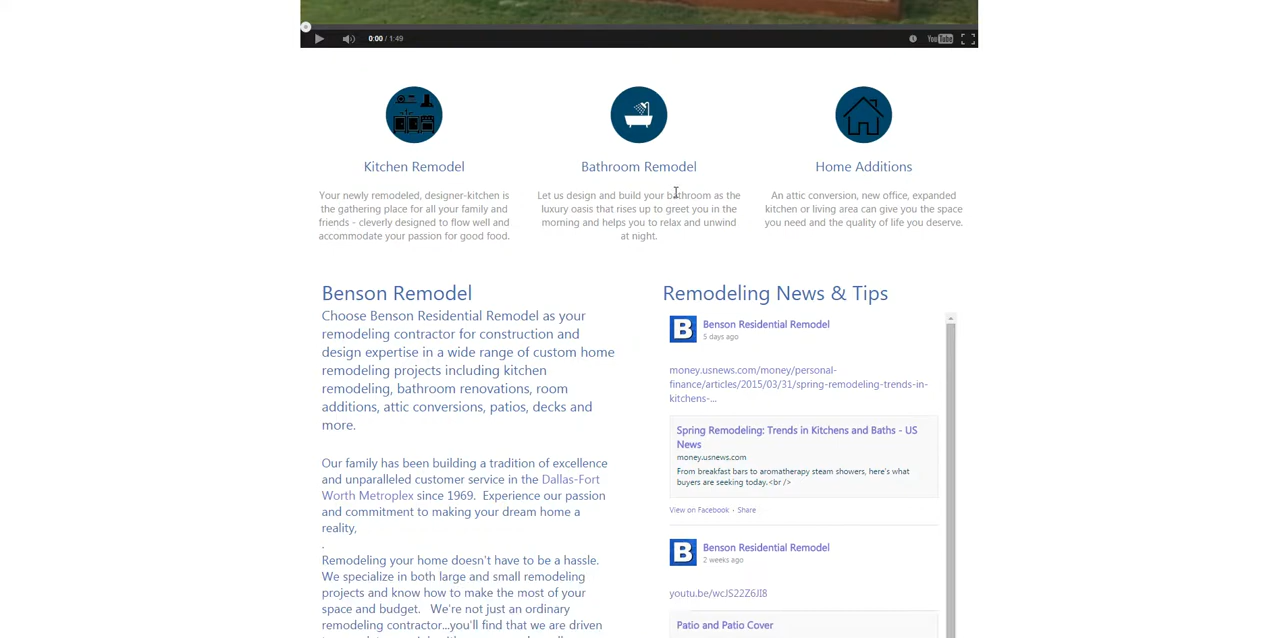 0:00 / 1:49
YouTube
Kitchen Remodel
Your newly remodeled, designer-kitchen is
the gathering place for all your family and
friends - cleverly designed to flow well and
accommodate your passion for good food.
Bathroom Remodel
Let us design and build your bathroom as the
luxury oasis that rises up to greet you in the
morning and helps you to relax and unwind
at night.
Home Additions
An attic conversion, new office, expanded
kitchen or living area can give you the space
you need and the quality of life you deserve.
Benson Remodel
Choose Benson Residential Remodel as your
remodeling contractor for construction and
design expertise in a wide range of custom home
remodeling projects including kitchen
remodeling, bathroom renovations, room
additions, attic conversions, patios, decks and
more.
Our family has been building a tradition of excellence
and unparalleled customer service in the Dallas-Fort
Worth Metroplex since 1969.  Experience our passion
and commitment to making your dream home a
reality,
.
Remodeling your home doesn't have to be a hassle.
We specialize in both large and small remodeling
projects and know how to make the most of your
space and budget.   We're not just an ordinary
remodeling contractor...you'll find that we are driven
Remodeling News & Tips
B
Benson Residential Remodel
5 days ago
money.usnews.com/money/personal-
finance/articles/2015/03/31/spring-remodeling-trends-in-
kitchens-...
Spring Remodeling: Trends in Kitchens and Baths - US
News
money.usnews.com
From breakfast bars to aromatherapy steam showers, here's what
buyers are seeking today.<br />
View on Facebook · Share
B
Benson Residential Remodel
2 weeks ago
youtu.be/wcJS22Z6JI8
Patio and Patio Cover